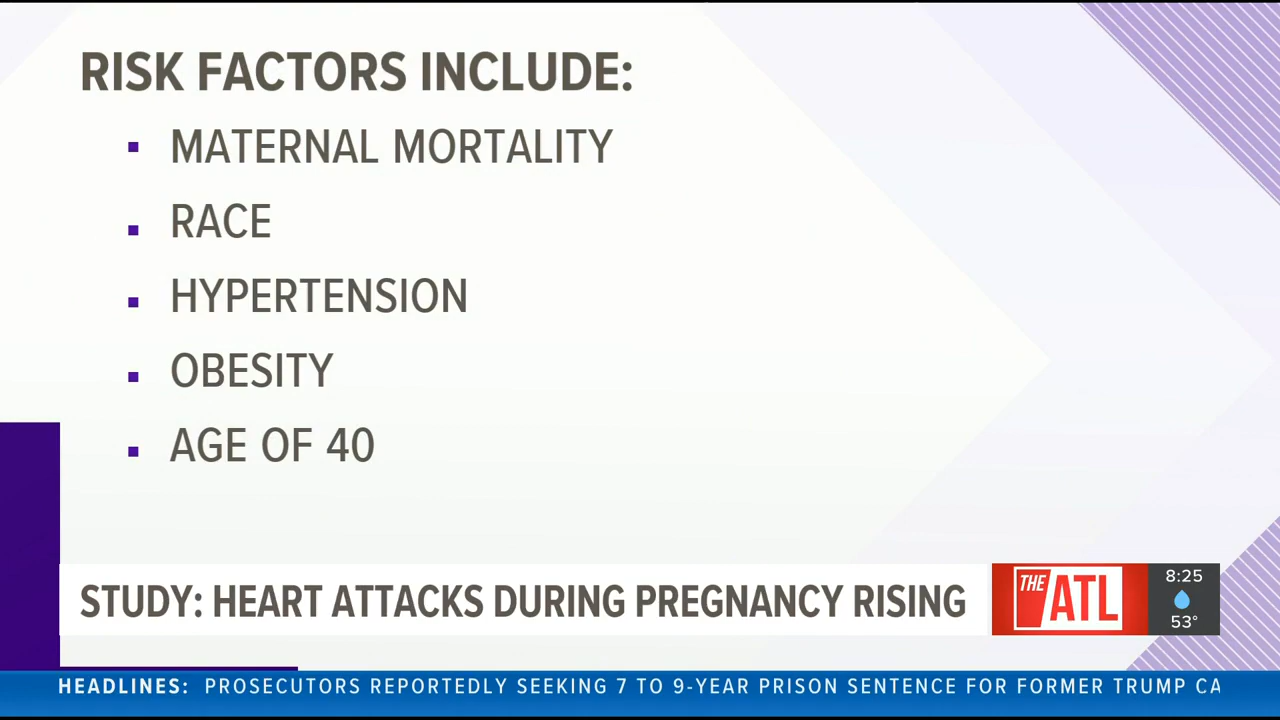 RISK FACTORS INCLUDE:
▪ MATERNAL MORTALITY
▪ RACE
▪ HYPERTENSION
▪ OBESITY
▪ AGE OF 40
STUDY: HEART ATTACKS DURING PREGNANCY RISING
THE ATL
8:25
53°
HEADLINES: PROSECUTORS REPORTEDLY SEEKING 7 TO 9-YEAR PRISON SENTENCE FOR FORMER TRUMP CA